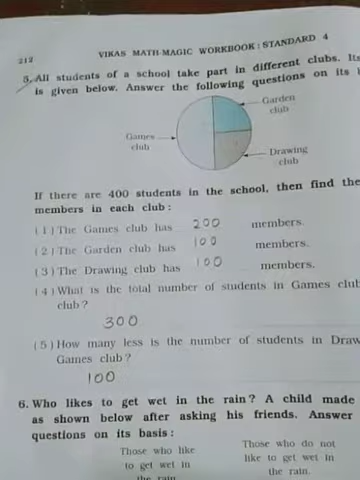 212
VIKAS MATH-MAGIC WORKBOOK: STANDARD 4
5. All students of a school take part in different clubs. Its
is given below. Answer the following questions on its
Garden
club
Games
club
Drawing
club
If there are 400 students in the school, then find the
members in each club :
(1) The Games club has 200 members.
(2) The Garden club has 100 members.
(3) The Drawing club has 100 members.
(4) What is the total number of students in Games club
club?
300
(5) How many less is the number of students in Draw
Games club?
100
6. Who likes to get wet in the rain? A child made
as shown below after asking his friends. Answer
questions on its basis :
Those who like
to get wet in
the rain
Those who do not
like to get wet in
the rain.